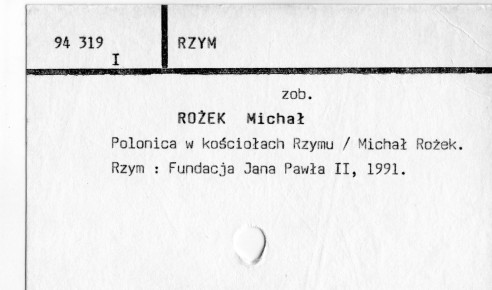 94 319
I
RZYM
zob.
ROŻEK Michał
Polonica w kościołach Rzymu / Michał Rożek.
Rzym : Fundacja Jana Pawła II, 1991.